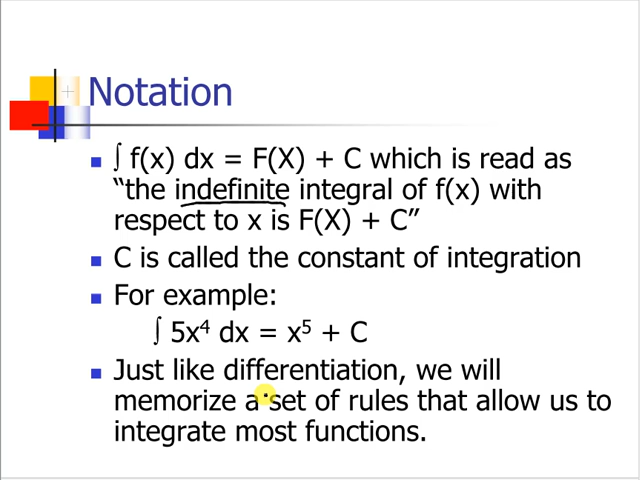 Notation
∫ f(x) dx = F(X) + C which is read as
“the indefinite integral of f(x) with
respect to x is F(X) + C”
C is called the constant of integration
For example:
∫ 5x⁴ dx = x⁵ + C
Just like differentiation, we will
memorize a set of rules that allow us to
integrate most functions.